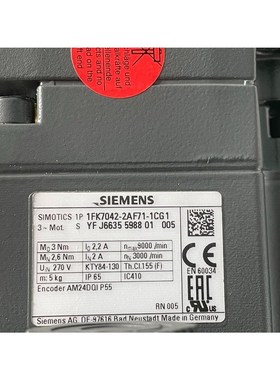 SIEMENS
SIMOTICS 1P 1FK7042-2AF71-1CG1
3~ Mot. S YF J6635 5988 01 005
M₀ 3 Nm I₀ 2,2 A nmax 9000 /min
MN 2,6 Nm IN 2 A nN 3000 /min
UIN 270 V KTY84-130 Th.Cl.155 (F)
m: 5 kg IP 65 IC410
EN 60034
Encoder AM24DQI P55
RN 005
EAC
Siemens AG, DE-97616 Bad Neustadt Made in Germany